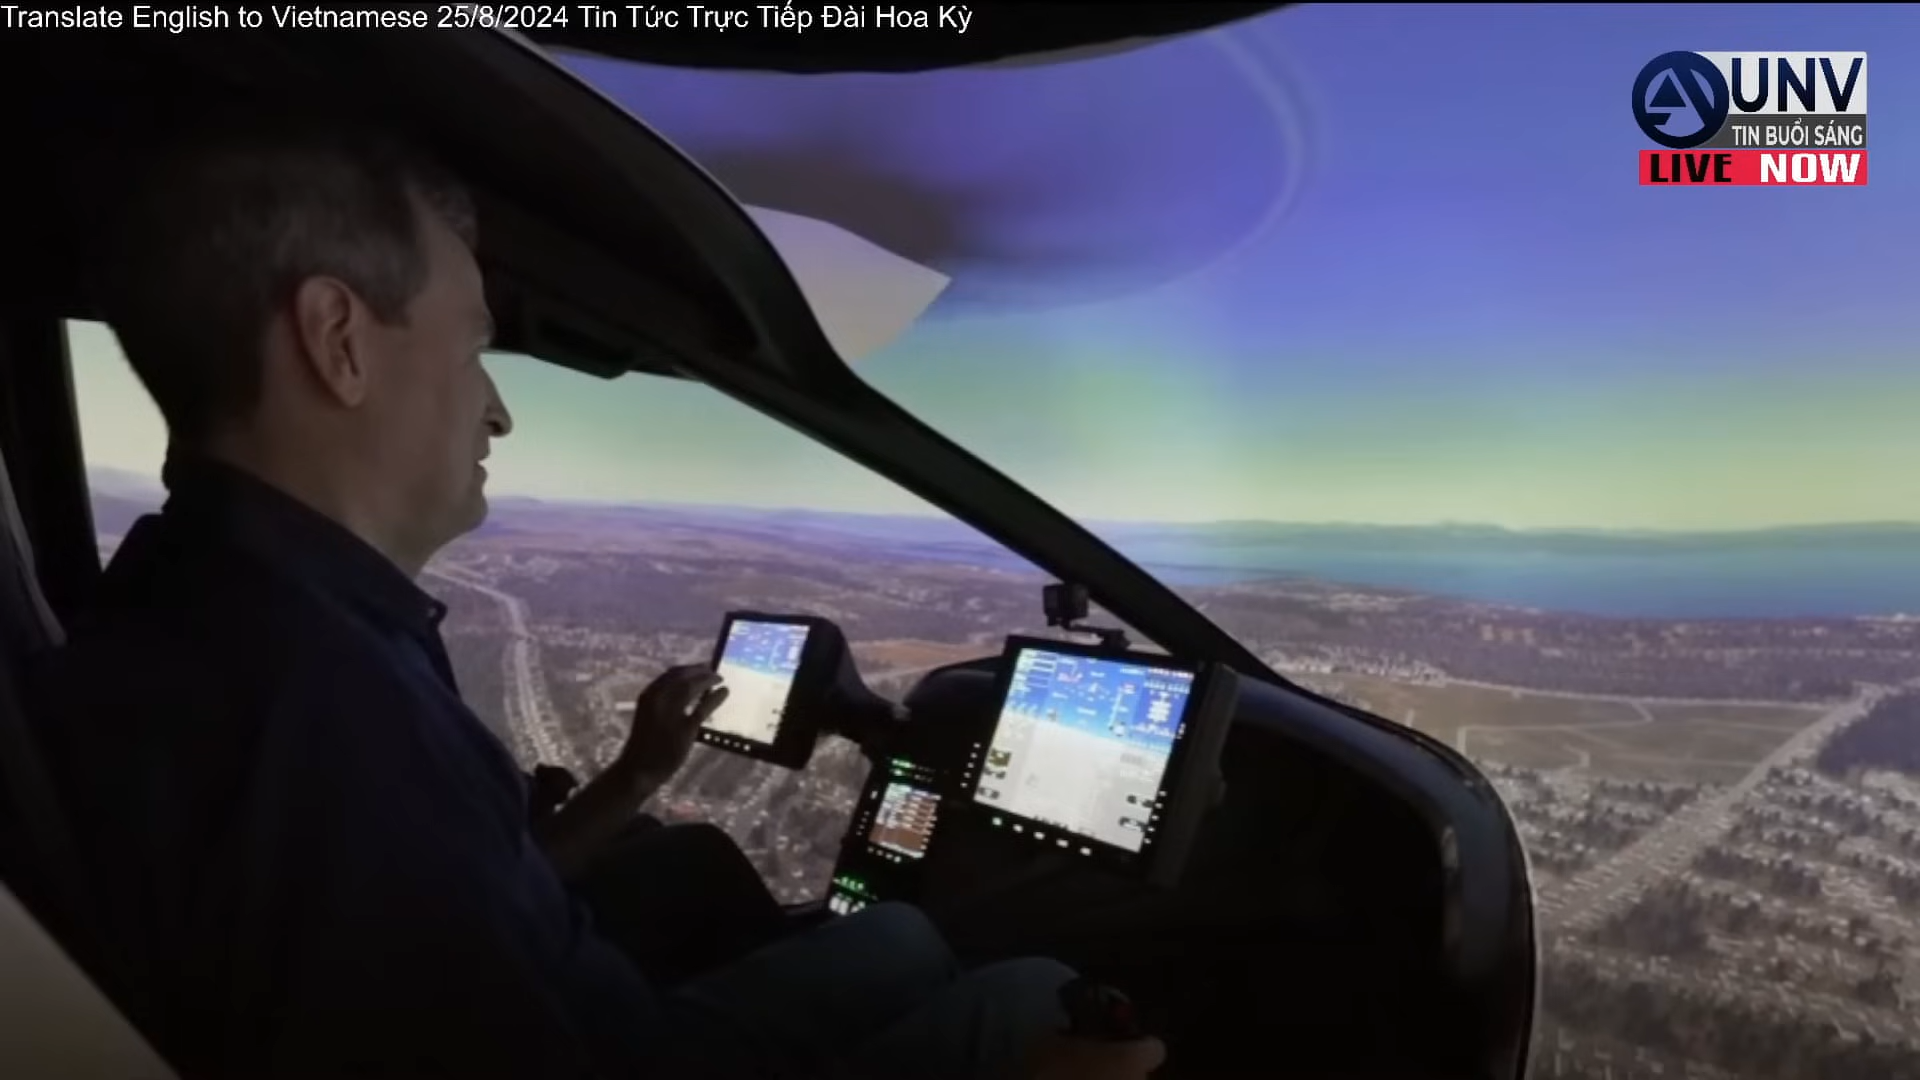 Translate English to Vietnamese 25/8/2024 Tin Tức Trực Tiếp Đài Hoa Kỳ
UNV
TIN BUỔI SÁNG
LIVE NOW